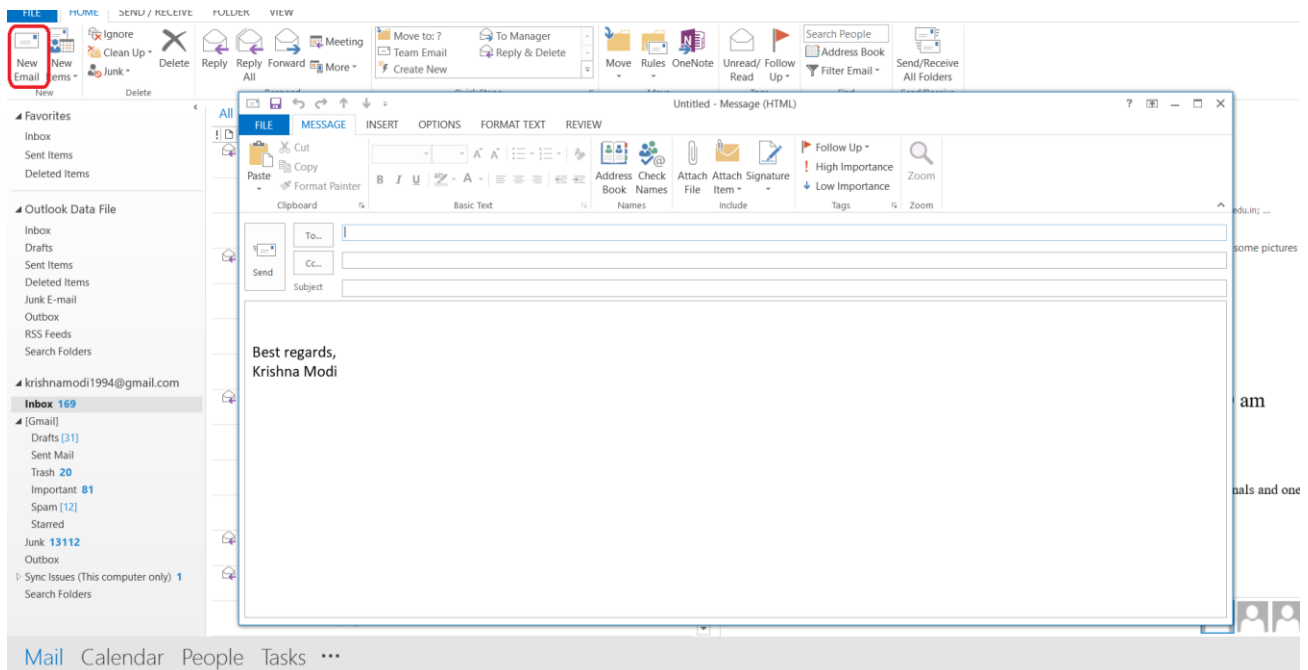 FILE HOME SEND / RECEIVE FOLDER VIEW
New Email
New Items
Ignore
Clean Up
Junk
Delete
Reply
Reply All
Forward
Meeting
More
Move to: ?
Team Email
Create New
To Manager
Reply & Delete
Move
Rules
OneNote
Unread/ Read
Follow Up
Search People
Address Book
Filter Email
Send/Receive All Folders
New
Delete
Favorites
Inbox
Sent Items
Deleted Items
Outlook Data File
Inbox
Drafts
Sent Items
Deleted Items
Junk E-mail
Outbox
RSS Feeds
Search Folders
krishnamodi1994@gmail.com
Inbox 169
[Gmail]
Drafts [31]
Sent Mail
Trash 20
Important 81
Spam [12]
Starred
Junk 13112
Outbox
Sync Issues (This computer only) 1
Search Folders
All
Untitled - Message (HTML)
FILE MESSAGE INSERT OPTIONS FORMAT TEXT REVIEW
Paste
Cut
Copy
Format Painter
Clipboard
B I U
Basic Text
Address Book
Check Names
Names
Attach File
Attach Item
Signature
Include
Follow Up
High Importance
Low Importance
Tags
Zoom
Zoom
Send
To...
Cc...
Subject
Best regards,
Krishna Modi
edu.in; ...
some pictures
am
nals and one
Mail Calendar People Tasks •••